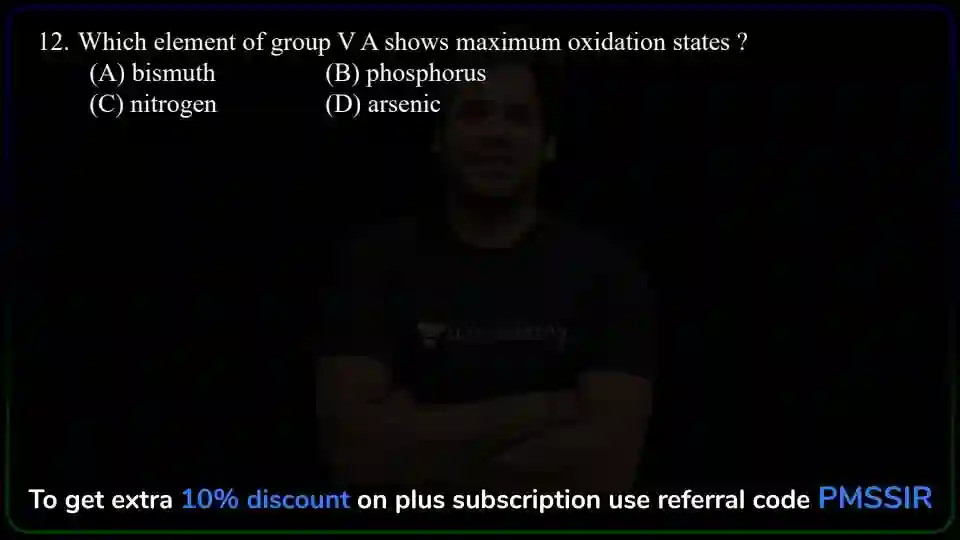 12. Which element of group V A shows maximum oxidation states ?
(A) bismuth (B) phosphorus
(C) nitrogen (D) arsenic
To get extra 10% discount on plus subscription use referral code PMSSIR